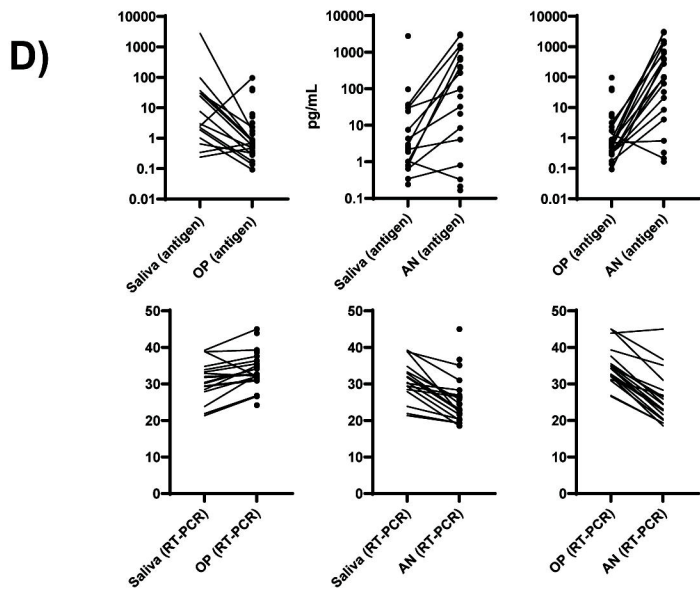 D)
10000
1000
100
10
1
0.1
0.01
Saliva (antigen)
OP (antigen)
pg/mL
10000
1000
100
10
1
0.1
Saliva (antigen)
AN (antigen)
10000
1000
100
10
1
0.1
0.01
OP (antigen)
AN (antigen)
50
40
30
20
10
0
Saliva (RT-PCR)
OP (RT-PCR)
50
40
30
20
10
0
Saliva (RT-PCR)
AN (RT-PCR)
50
40
30
20
10
0
OP (RT-PCR)
AN (RT-PCR)